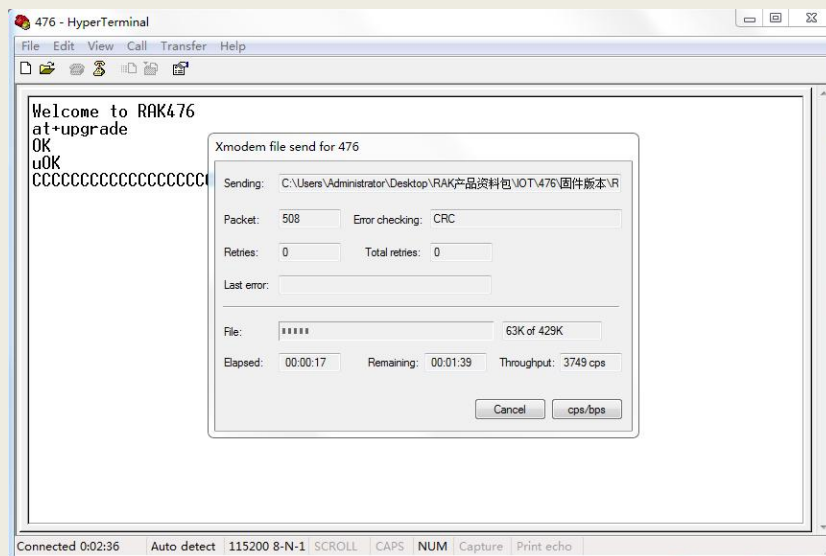 476 - HyperTerminal
File Edit View Call Transfer Help
Welcome to RAK476
at+upgrade
OK
uOK
CCCCCCCCCCCCCCCCCC
Xmodem file send for 476
Sending: C:\Users\Administrator\Desktop\RAK产品资料包\IOT\476\固件版本\R
Packet: 508 Error checking: CRC
Retries: 0 Total retries: 0
Last error:
File: 63K of 429K
Elapsed: 00:00:17 Remaining: 00:01:39 Throughput: 3749 cps
Cancel cps/bps
Connected 0:02:36 Auto detect 115200 8-N-1 SCROLL CAPS NUM Capture Print echo